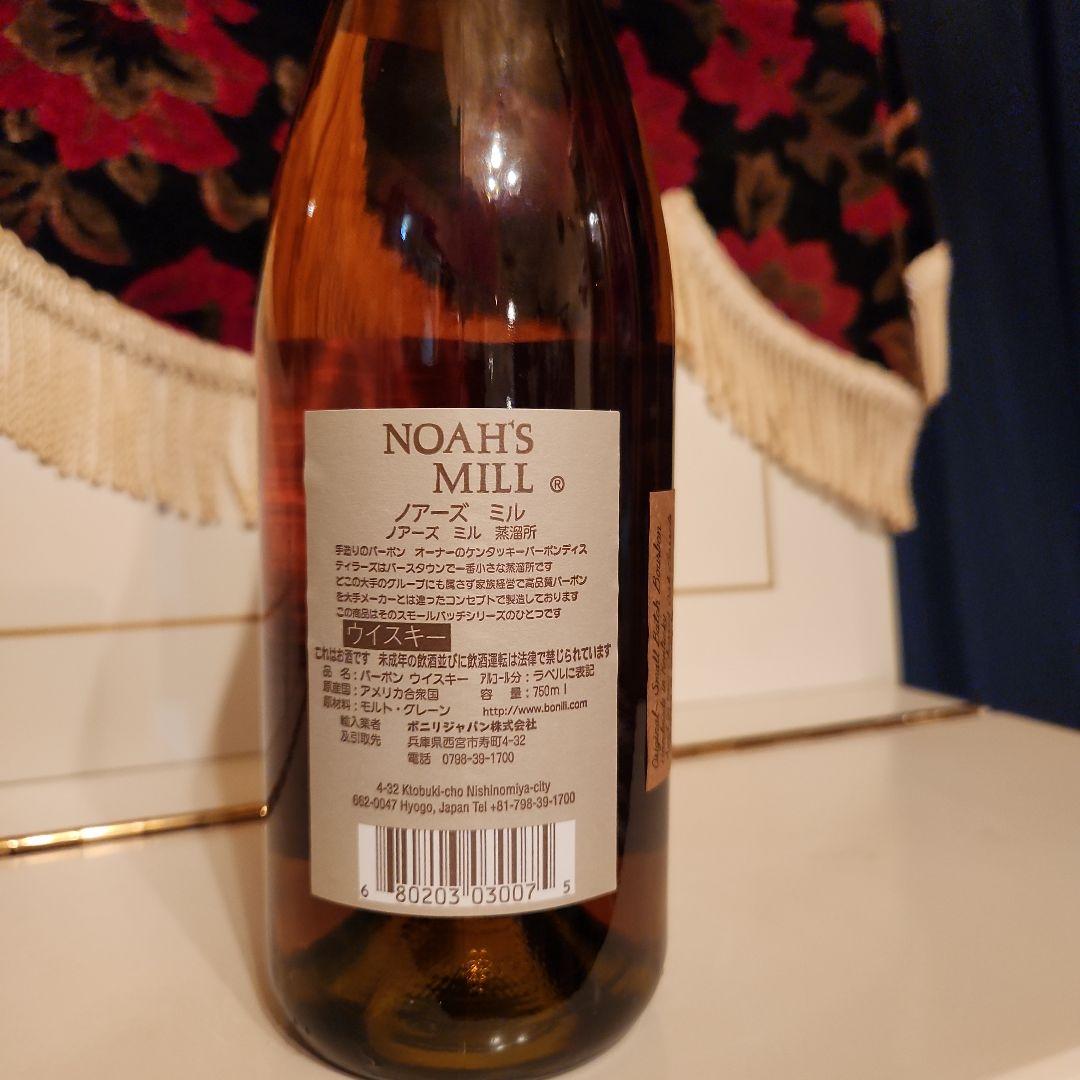 NOAH'S
MILL ®
ノアーズ ミル
ノアーズ ミル 蒸溜所
手造りのバーボン オーナーのケンタッキーバーボンディス
ティラーズはバースタウンで一番小さな蒸溜所です
どこの大手のグループにも属さず家族経営で高品質バーボン
を大手メーカーとは違ったコンセプトで製造しております
この商品はそのスモールバッチシリーズのひとつです
ウイスキー
これはお酒です 未成年の飲酒並びに飲酒運転は法律で禁じられています
品 名：バーボン ウイスキー アルコール分：ラベルに表記
原産国：アメリカ合衆国 容 量：750ml
原材料：モルト・グレーン http://www.bonili.com
輸入業者 ボニリジャパン株式会社
及引取先 兵庫県西宮市寿町4-32
電話 0798-39-1700
4-32 Ktobuki-cho Nishinomiya-city
662-0047 Hyogo, Japan Tel +81-798-39-1700
6 80203 03007 5
Original Small Batch Bourbon